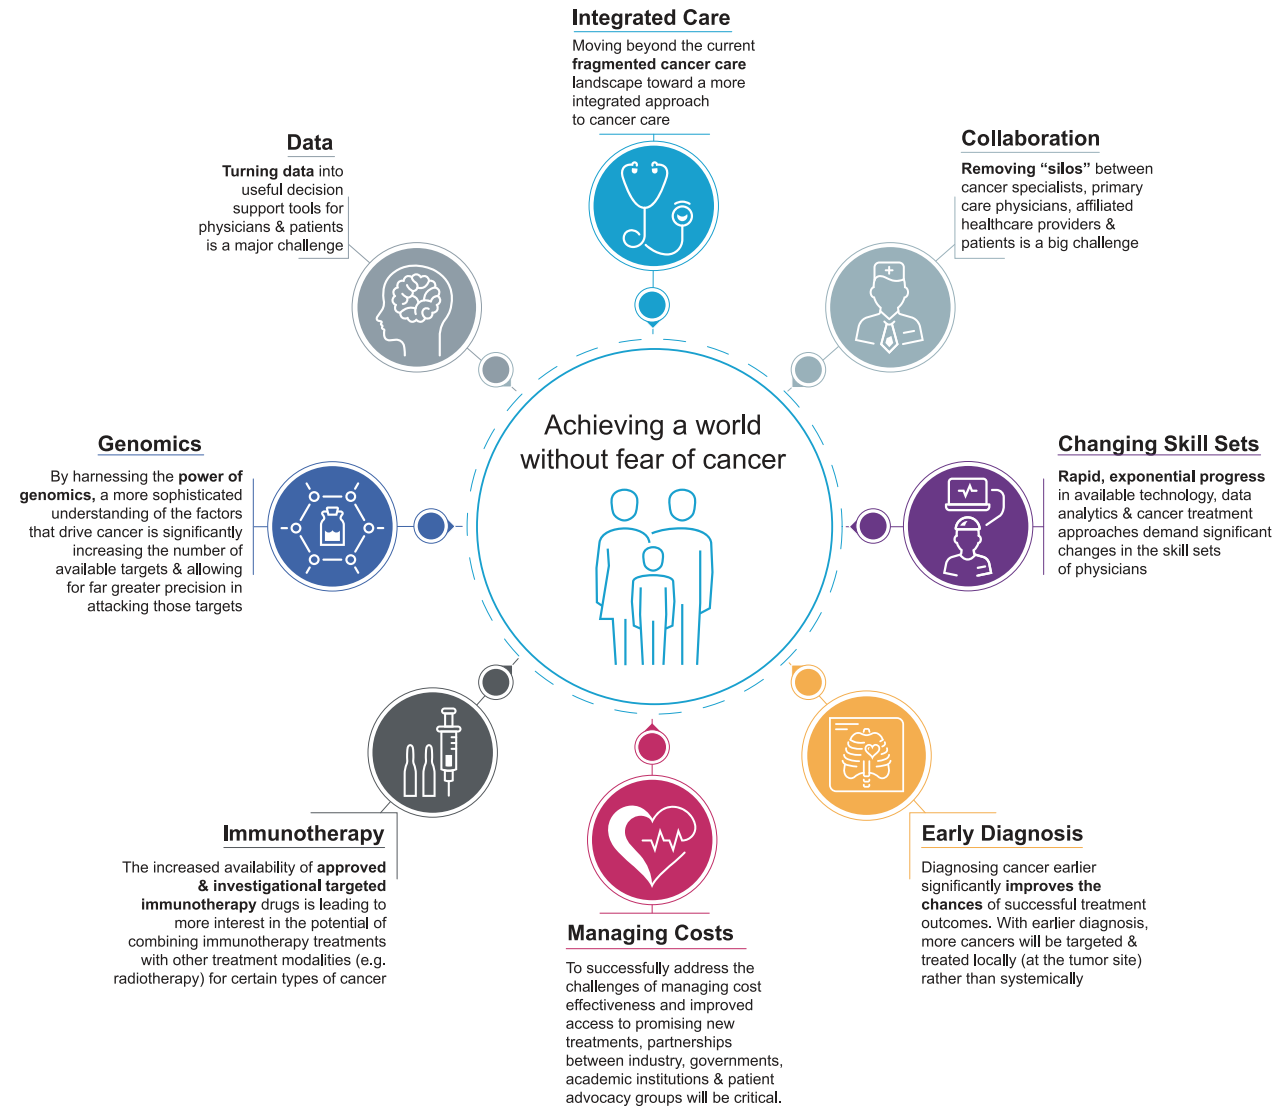 Integrated Care
Moving beyond the current
fragmented cancer care
landscape toward a more
integrated approach
to cancer care
Data
Turning data into
useful decision
support tools for
physicians & patients
is a major challenge
Collaboration
Removing “silos” between
cancer specialists, primary
care physicians, affiliated
healthcare providers &
patients is a big challenge
Achieving a world
without fear of cancer
Genomics
By harnessing the power of
genomics, a more sophisticated
understanding of the factors
that drive cancer is significantly
increasing the number of
available targets & allowing
for far greater precision in
attacking those targets
Changing Skill Sets
Rapid, exponential progress
in available technology, data
analytics & cancer treatment
approaches demand significant
changes in the skill sets
of physicians
Immunotherapy
The increased availability of approved
& investigational targeted
immunotherapy drugs is leading to
more interest in the potential of
combining immunotherapy treatments
with other treatment modalities (e.g.
radiotherapy) for certain types of cancer
Early Diagnosis
Diagnosing cancer earlier
significantly improves the
chances of successful treatment
outcomes. With earlier diagnosis,
more cancers will be targeted &
treated locally (at the tumor site)
rather than systemically
Managing Costs
To successfully address the
challenges of managing cost
effectiveness and improved
access to promising new
treatments, partnerships
between industry, governments,
academic institutions & patient
advocacy groups will be critical.